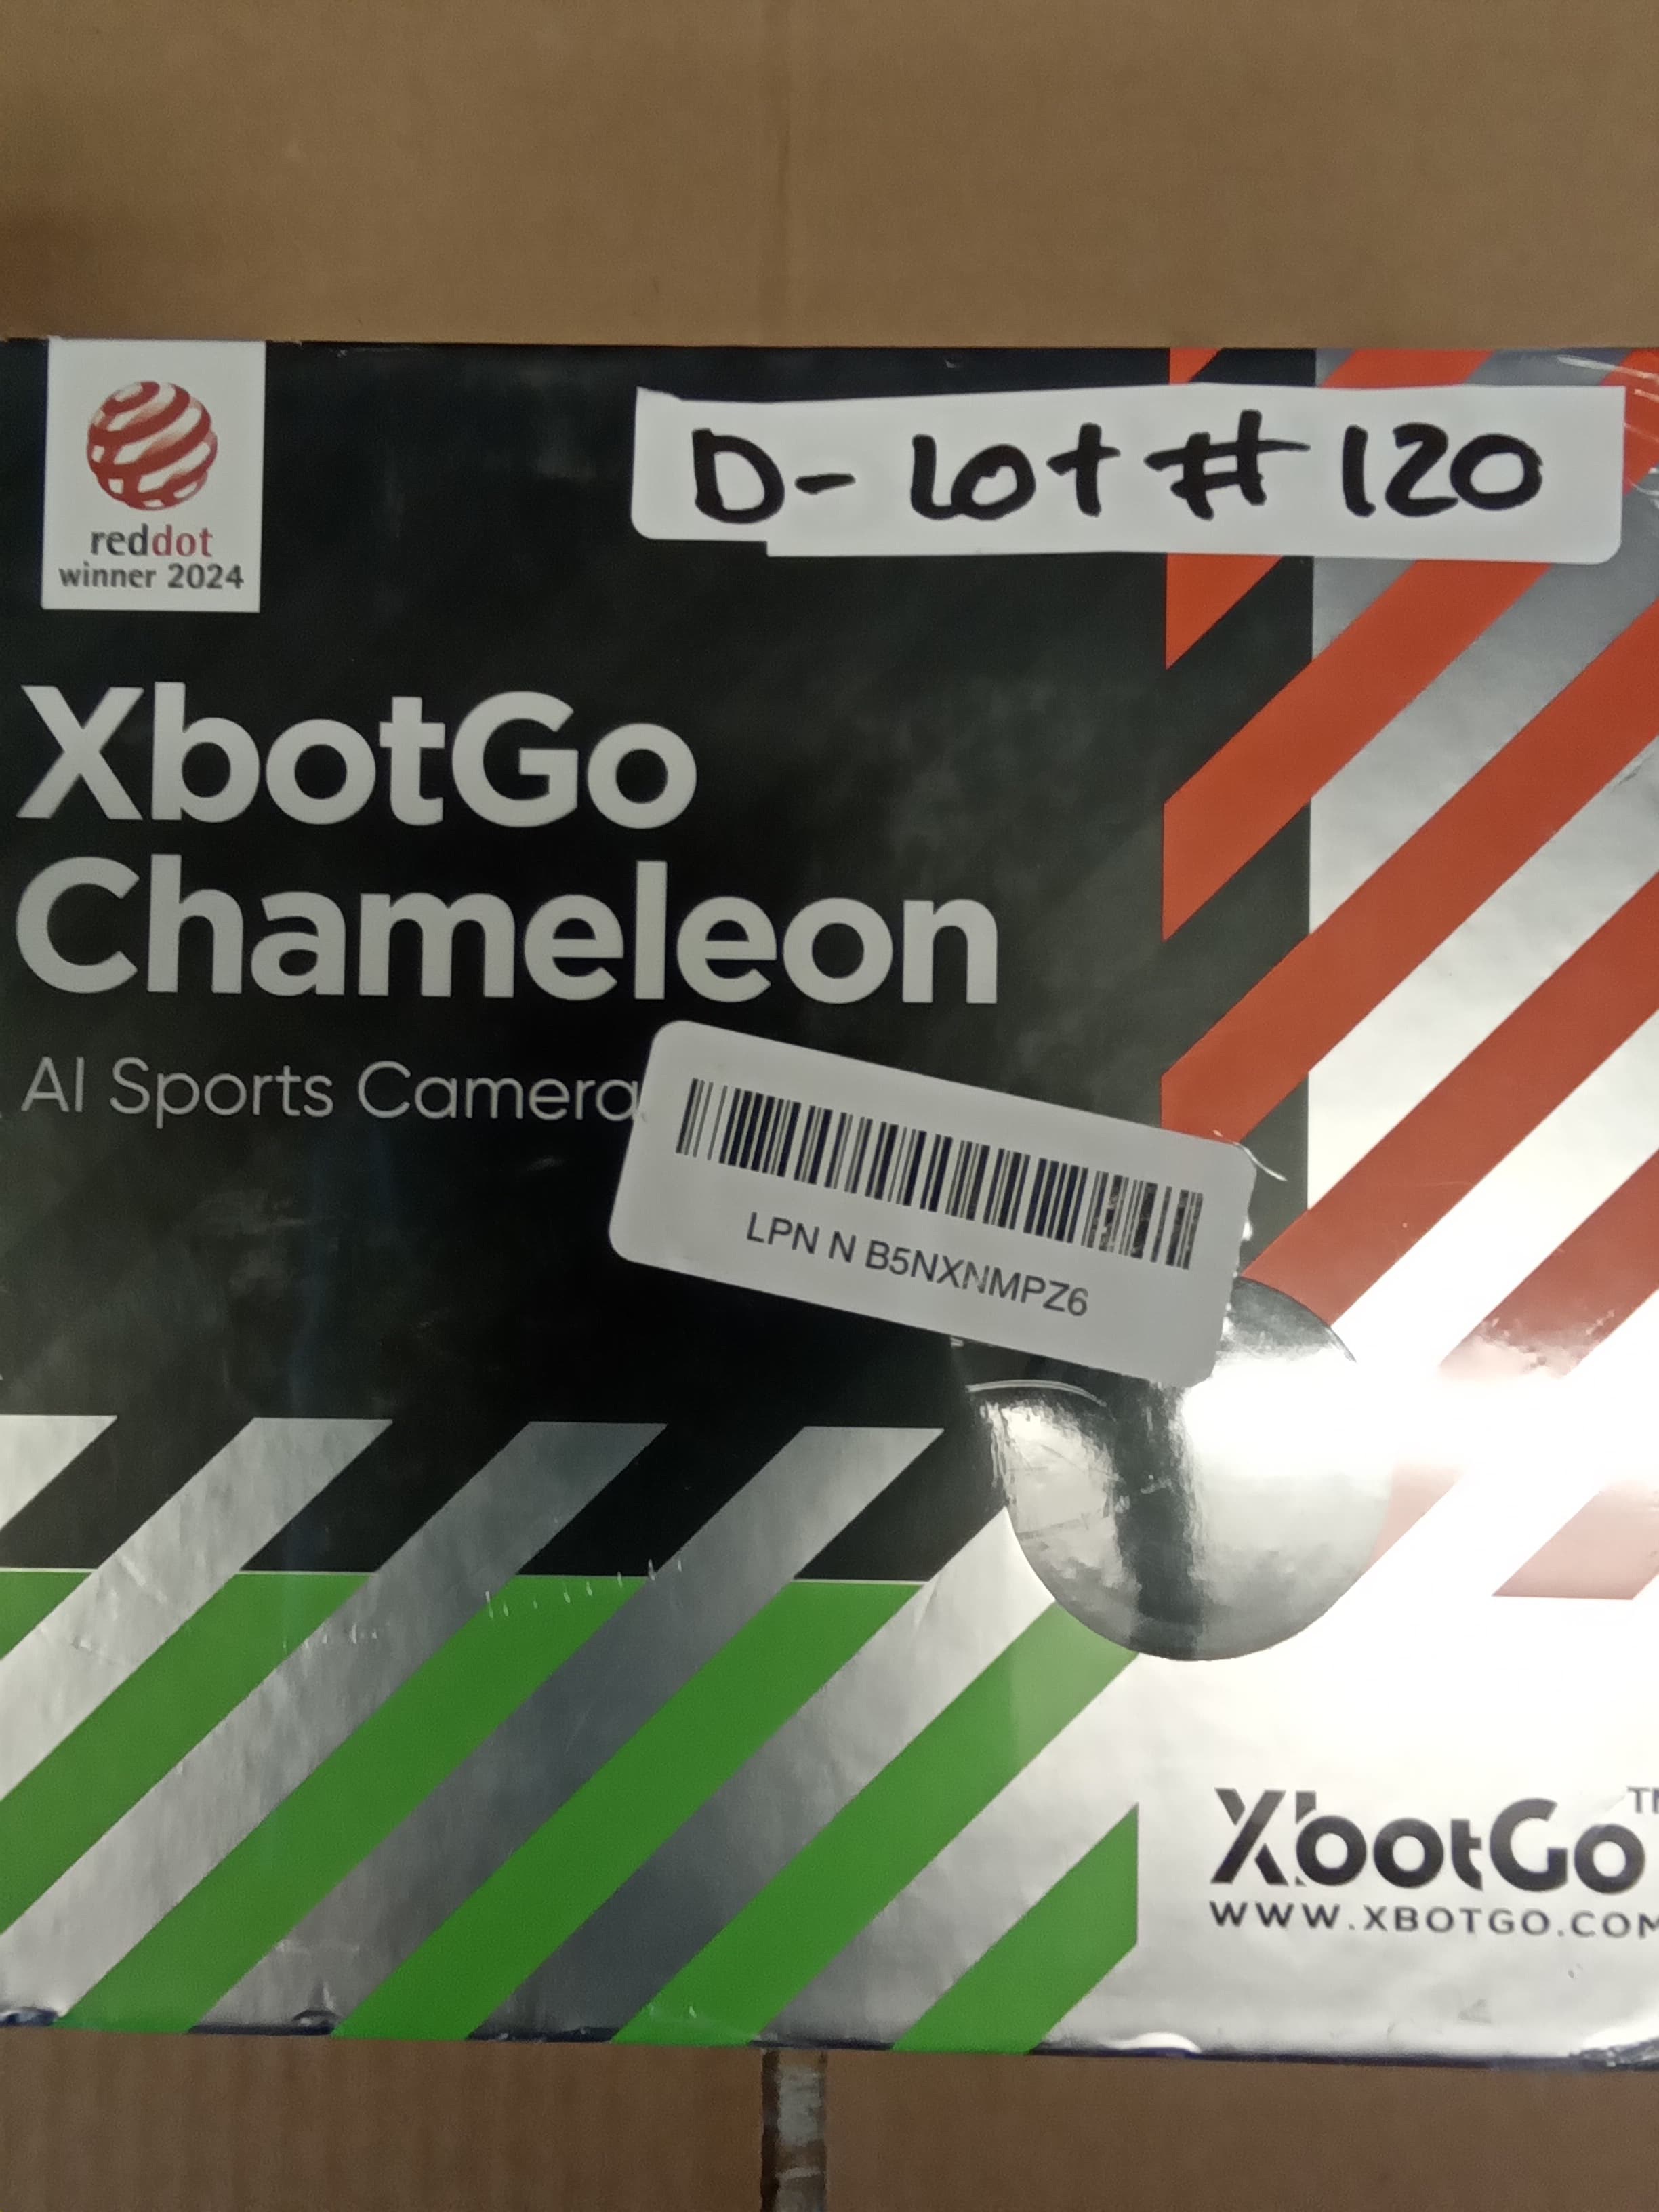 D- Lot # 120
reddot
winner 2024
XbotGo
Chameleon
AI Sports Camera
LPN N B5NXNMPZ6
XbotGo
WWW.XBOTGO.COM